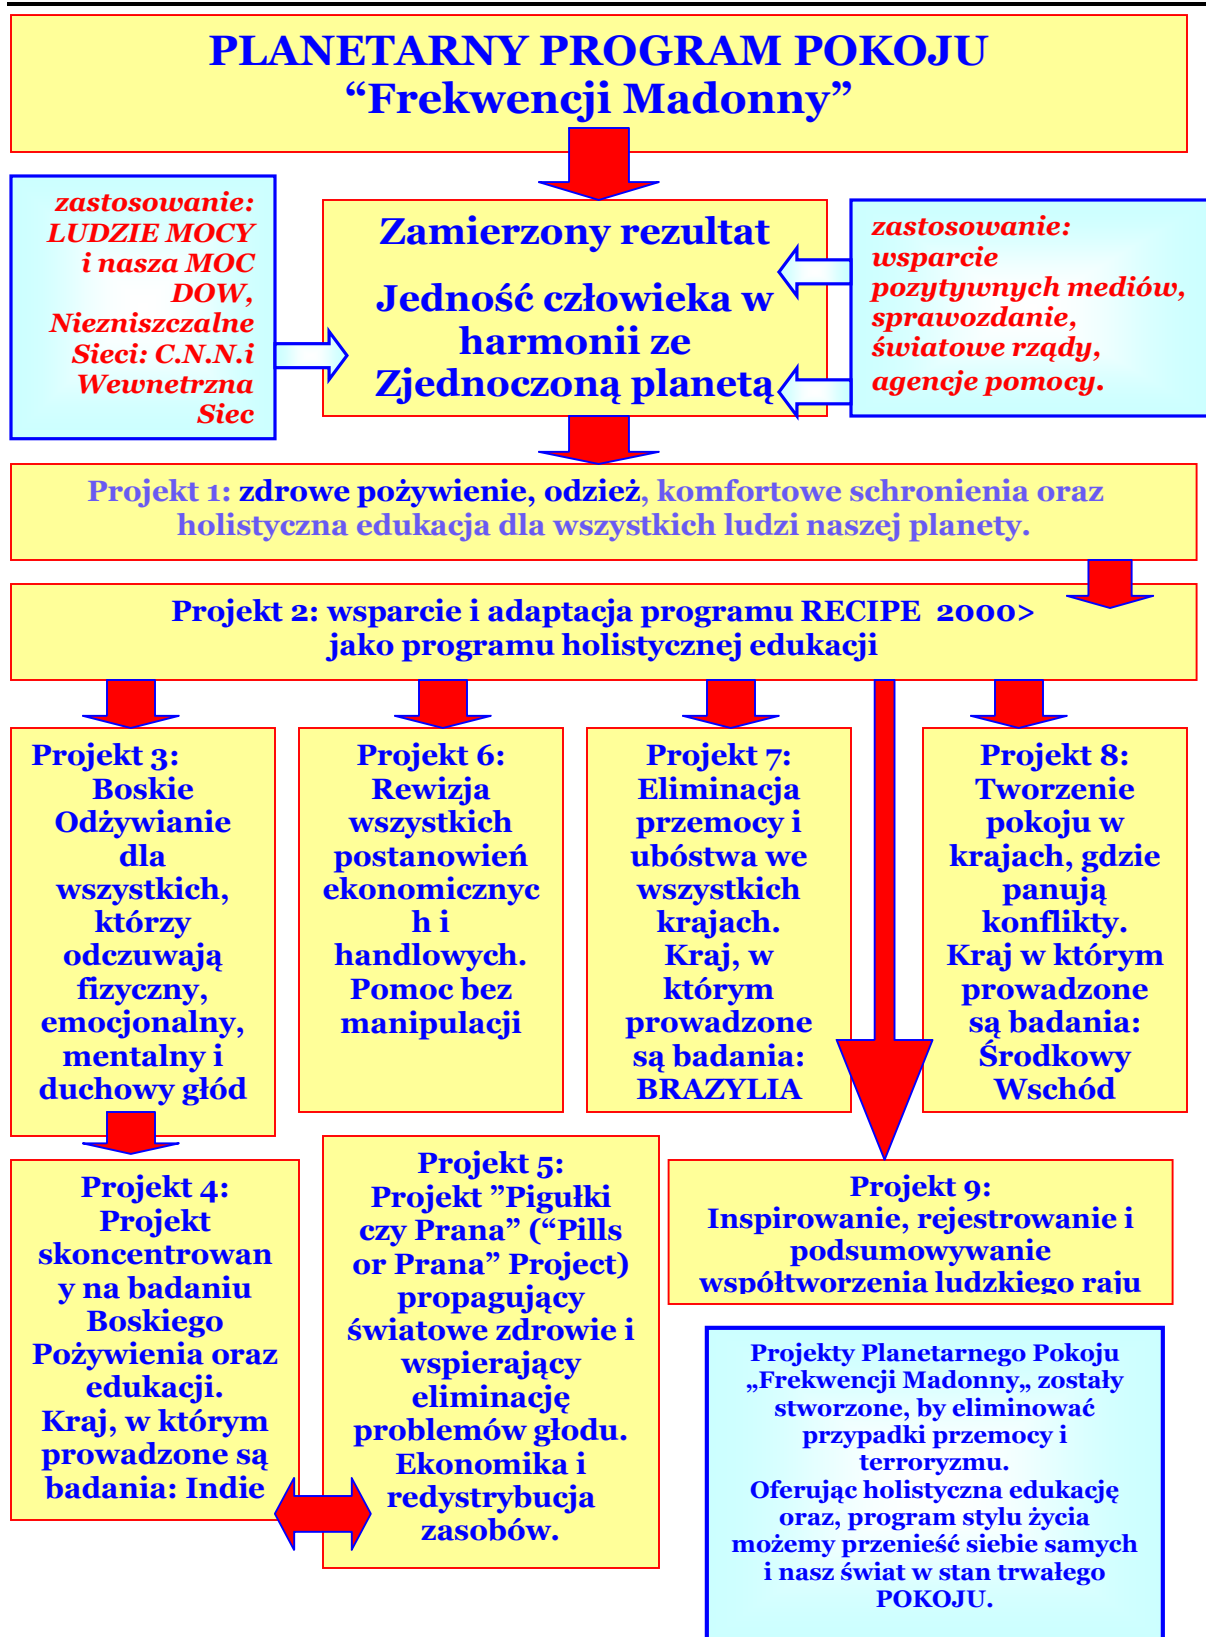 PLANETARNY PROGRAM POKOJU
“Frekwencji Madonny”
zastosowanie:
LUDZIE MOCY
i nasza MOC
DOW,
Niezniszczalne
Sieci: C.N.N.i
Wewnetrzna
Siec
Zamierzony rezultat
Jedność człowieka w
harmonii ze
Zjednoczoną planetą
zastosowanie:
wsparcie
pozytywnych mediów,
sprawozdanie,
światowe rządy,
agencje pomocy.
Projekt 1: zdrowe pożywienie, odzież, komfortowe schronienia oraz
holistyczna edukacja dla wszystkich ludzi naszej planety.
Projekt 2: wsparcie i adaptacja programu RECIPE 2000>
jako programu holistycznej edukacji
Projekt 3:
Boskie
Odżywianie
dla
wszystkich,
którzy
odczuwają
fizyczny,
emocjonalny,
mentalny i
duchowy głód
Projekt 6:
Rewizja
wszystkich
postanowień
ekonomicznyc
h i
handlowych.
Pomoc bez
manipulacji
Projekt 7:
Eliminacja
przemocy i
ubóstwa we
wszystkich
krajach.
Kraj, w
którym
prowadzone
są badania:
BRAZYLIA
Projekt 8:
Tworzenie
pokoju w
krajach, gdzie
panują
konflikty.
Kraj w którym
prowadzone
są badania:
Środkowy
Wschód
Projekt 4:
Projekt
skoncentrowan
y na badaniu
Boskiego
Pożywienia oraz
edukacji.
Kraj, w którym
prowadzone są
badania: Indie
Projekt 5:
Projekt ”Pigułki
czy Prana” (“Pills
or Prana” Project)
propagujący
światowe zdrowie i
wspierający
eliminację
problemów głodu.
Ekonomika i
redystrybucja
zasobów.
Projekt 9:
Inspirowanie, rejestrowanie i
podsumowywanie
współtworzenia ludzkiego raju
Projekty Planetarnego Pokoju
„Frekwencji Madonny„ zostały
stworzone, by eliminować
przypadki przemocy i
terroryzmu.
Oferując holistyczna edukację
oraz, program stylu życia
możemy przenieść siebie samych
i nasz świat w stan trwałego
POKOJU.